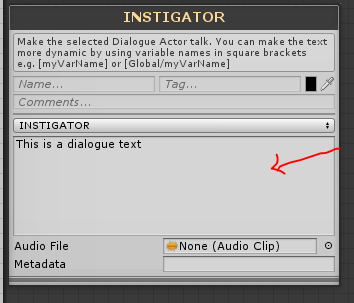 INSTIGATOR
Make the selected Dialogue Actor talk. You can make the text
more dynamic by using variable names in square brackets
e.g. [myVarName] or [Global/myVarName]
Name... Tag...
Comments...
INSTIGATOR
This is a dialogue text
Audio File None (Audio Clip)
Metadata